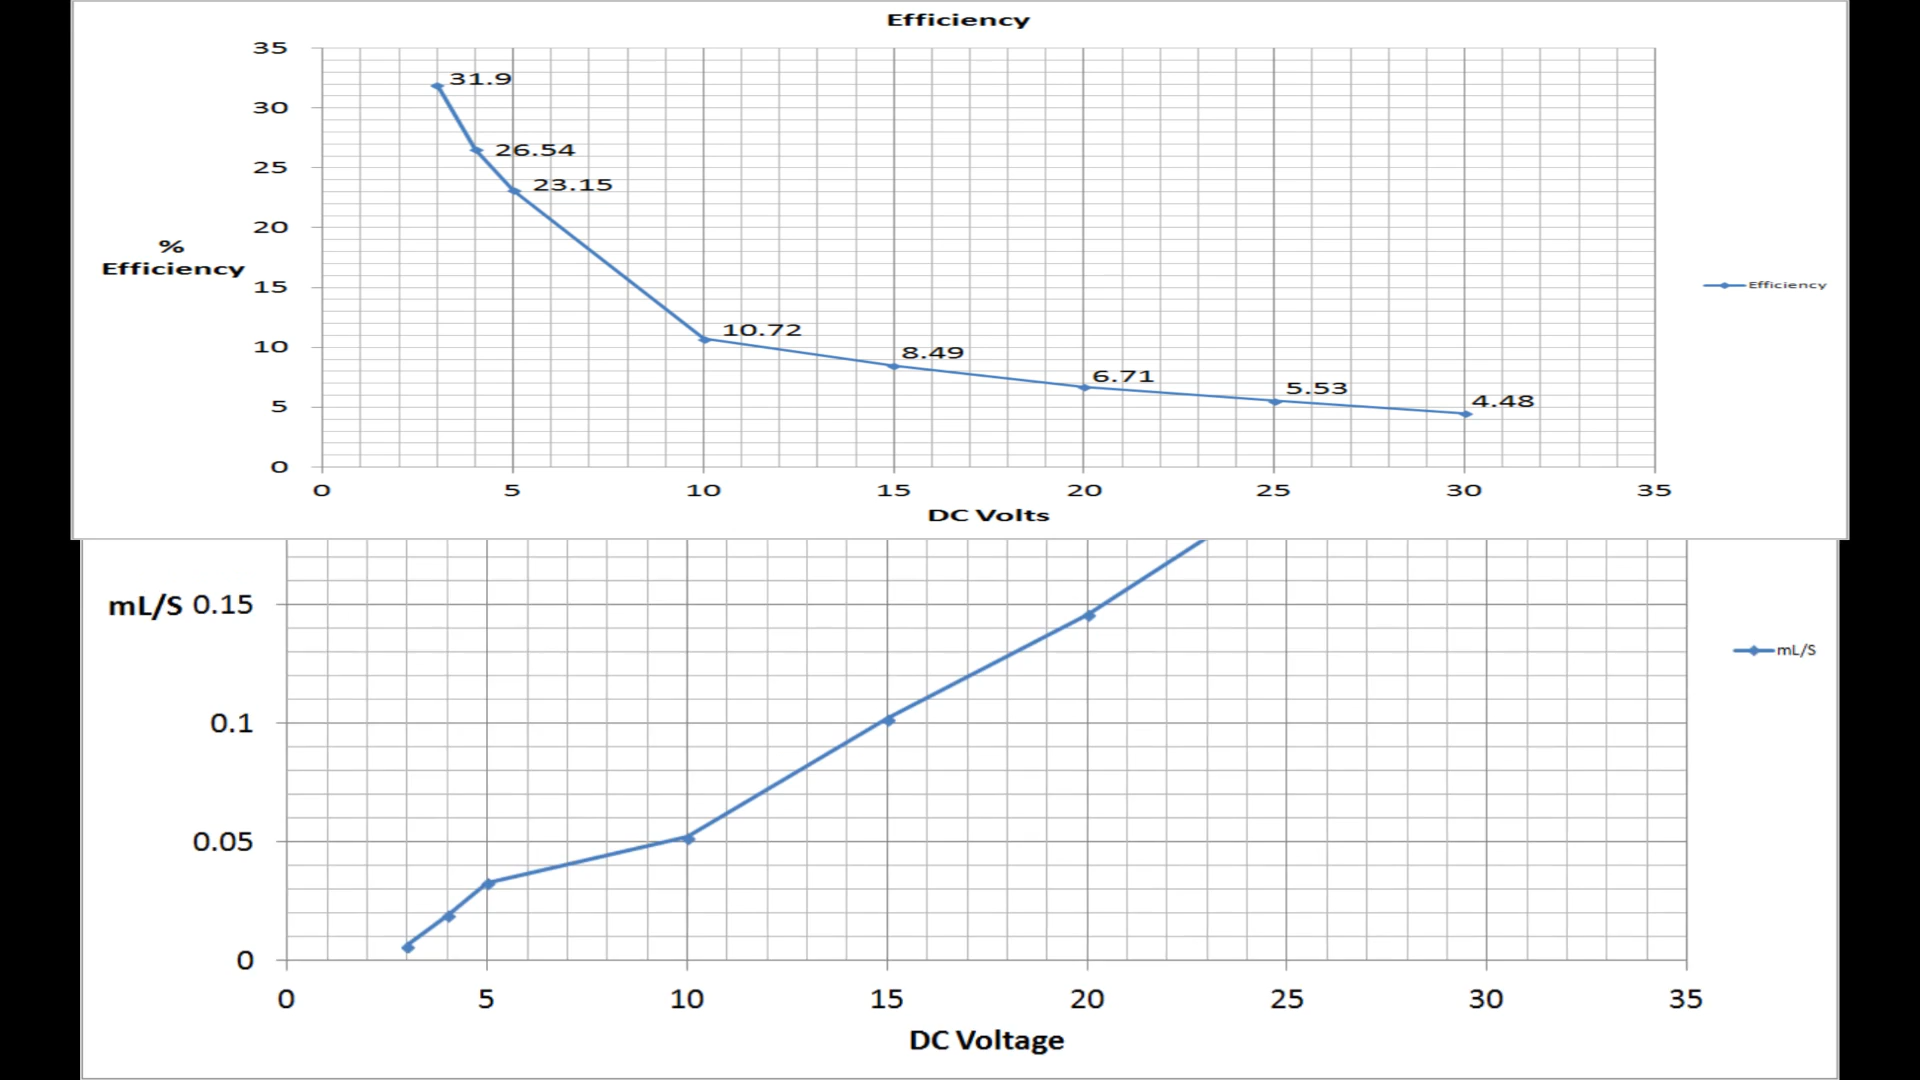 Efficiency
35
31.9
30
26.54
25
23.15
20
%
Efficiency
15
Efficiency
10.72
10
8.49
6.71
5.53
4.48
5
0
0 5 10 15 20 25 30 35
DC Volts
mL/S 0.15
mL/S
0.1
0.05
0
0 5 10 15 20 25 30 35
DC Voltage